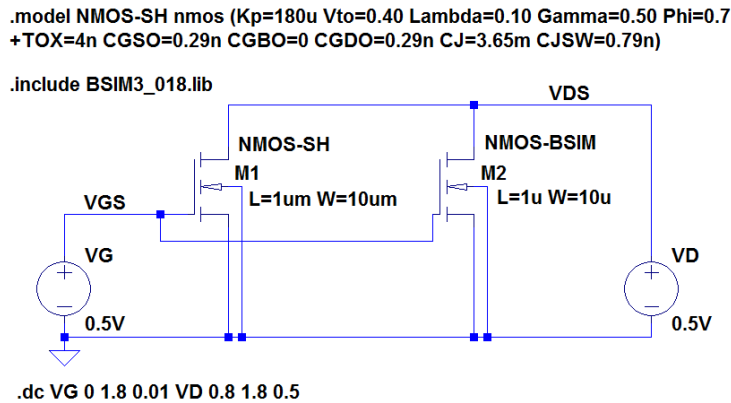 .model NMOS-SH nmos (Kp=180u Vto=0.40 Lambda=0.10 Gamma=0.50 Phi=0.7
+TOX=4n CGSO=0.29n CGBO=0 CGDO=0.29n CJ=3.65m CJSW=0.79n)
.include BSIM3_018.lib
VDS
NMOS-SH
NMOS-BSIM
M1
M2
L=1um W=10um
L=1u W=10u
VGS
VG
VD
0.5V
0.5V
.dc VG 0 1.8 0.01 VD 0.8 1.8 0.5